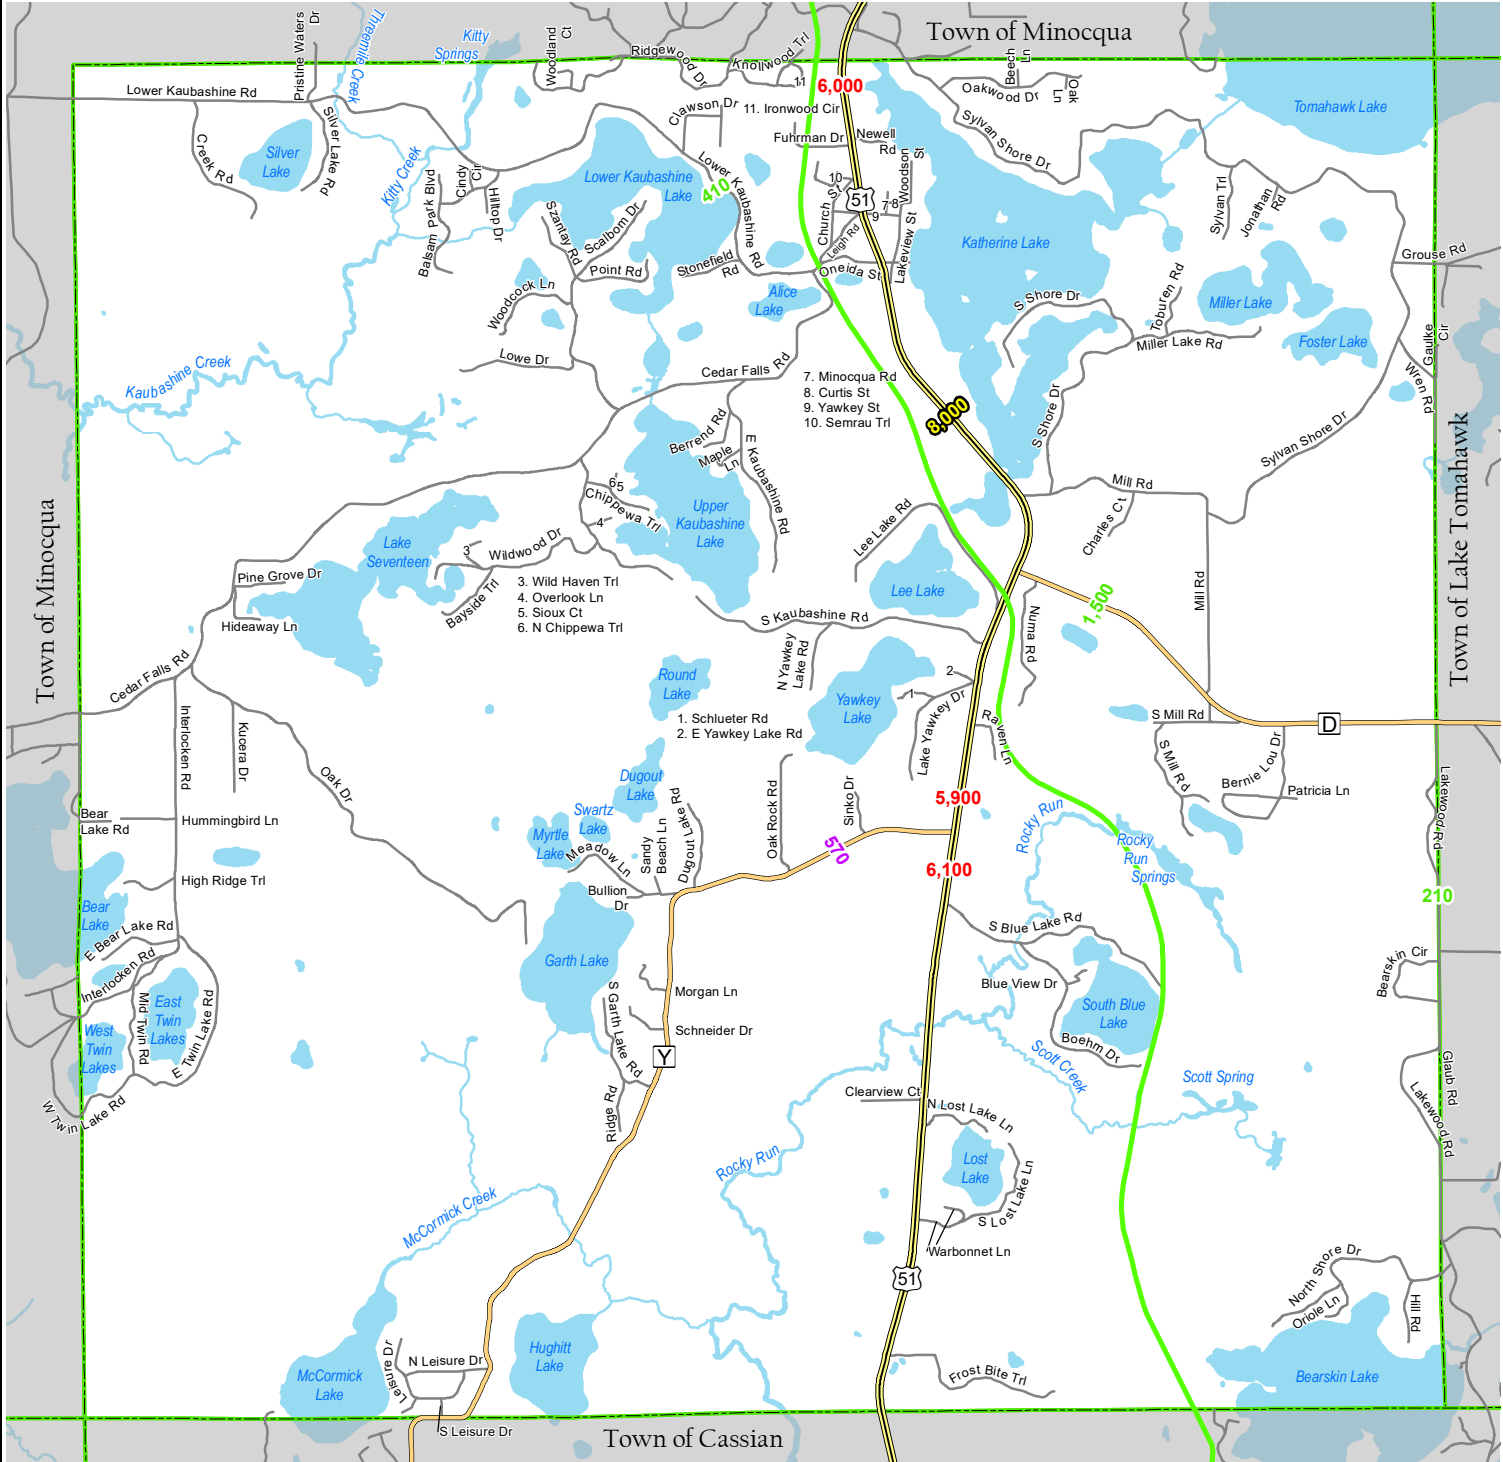 Town of Minocqua
Pristine Waters
Dr
Threemile Creek
Kitty
Springs
Woodland
Ct
Ridgewood Dr
Knollwood Trl
11
6,000
Beech
Ln
Oakwood Dr
Oak
Ln
Tomahawk Lake
Lower Kaubashine Rd
Clawson Dr
11. Ironwood Cir
Fuhrman Dr
Newell
Rd
Sylvan Shore Dr
Creek Rd
Silver
Lake
Silver Lake Rd
Kitty Creek
Balsam Park Blvd
Cindy
Cir
Hilltop Dr
Lower Kaubashine
Lake
410
Lower Kaubashine Rd
10
51
Woodson
St
7
8
9
Church St
Leigh Rd
Lakeview St
Oneida St
Katherine Lake
Sylvan Trl
Jonathan
Rd
Grouse Rd
Szantay Rd
Scalbom Dr
Point Rd
Stonefield
Rd
Alice
Lake
Woodcock Ln
Lowe Dr
S Shore Dr
Toburen Rd
Miller Lake
Miller Lake Rd
Foster Lake
Gaulke
Cir
Wren Rd
Kaubashine Creek
Cedar Falls Rd
7. Minocqua Rd
8. Curtis St
9. Yawkey St
10. Semrau Trl
8,000
S Shore Dr
Sylvan Shore Dr
Town of Lake Tomahawk
Berrend Rd
Maple
Ln
E Kaubashine Rd
6
5
Chippewa Trl
4
Upper
Kaubashine
Lake
Mill Rd
Charles Ct
Lee Lake Rd
Town of Minocqua
Lake
Seventeen
3
Wildwood Dr
Bayside Trl
Pine Grove Dr
Hideaway Ln
3. Wild Haven Trl
4. Overlook Ln
5. Sioux Ct
6. N Chippewa Trl
Lee Lake
1,500
Mill Rd
S Kaubashine Rd
Numa Rd
N Yawkey
Lake Rd
Cedar Falls Rd
Round
Lake
Yawkey
Lake
2
1
Lake Yawkey Dr
1. Schlueter Rd
2. E Yawkey Lake Rd
Raven Ln
S Mill Rd
D
Interlocken Rd
Kucera Dr
Oak Dr
Dugout
Lake
Swartz
Lake
Myrtle
Lake
Meadow Ln
Sandy
Beach Ln
Dugout Lake Rd
Oak Rock Rd
Sinko Dr
5,900
S Mill Rd
Bernie Lou Dr
Patricia Ln
Lakewood Rd
Bear
Lake Rd
Hummingbird Ln
570
Rocky Run
Rocky
Run
Springs
6,100
High Ridge Trl
Bullion
Dr
210
Bear
Lake
E Bear Lake Rd
Interlocken Rd
S Blue Lake Rd
Garth Lake
Blue View Dr
Bearskin Cir
Morgan Ln
East
Twin
Lakes
Mid Twin Rd
E Twin Lake Rd
S Garth Lake Rd
South Blue
Lake
Schneider Dr
West
Twin
Lakes
Y
Boehm Dr
Scott Creek
Scott Spring
Glaub Rd
Lakewood Rd
W Twin Lake Rd
Ridge Rd
Clearview Ct
N Lost Lake Ln
Lost
Lake
S Lost Lake Ln
Rocky Run
McCormick Creek
Warbonnet Ln
51
North Shore Dr
Oriole Ln
Hill Rd
Leisure Dr
N Leisure Dr
Hughitt
Lake
McCormick
Lake
Frost Bite Trl
Bearskin Lake
S Leisure Dr
Town of Cassian